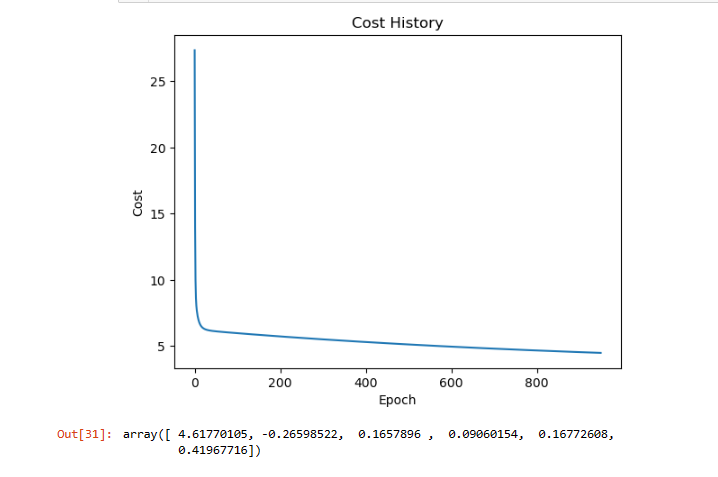 Cost History
25
20
15
10
5
Cost
0 200 400 600 800
Epoch
Out[31]: array([ 4.61770105, -0.26598522,  0.1657896 ,  0.09060154,  0.16772608,
0.41967716])